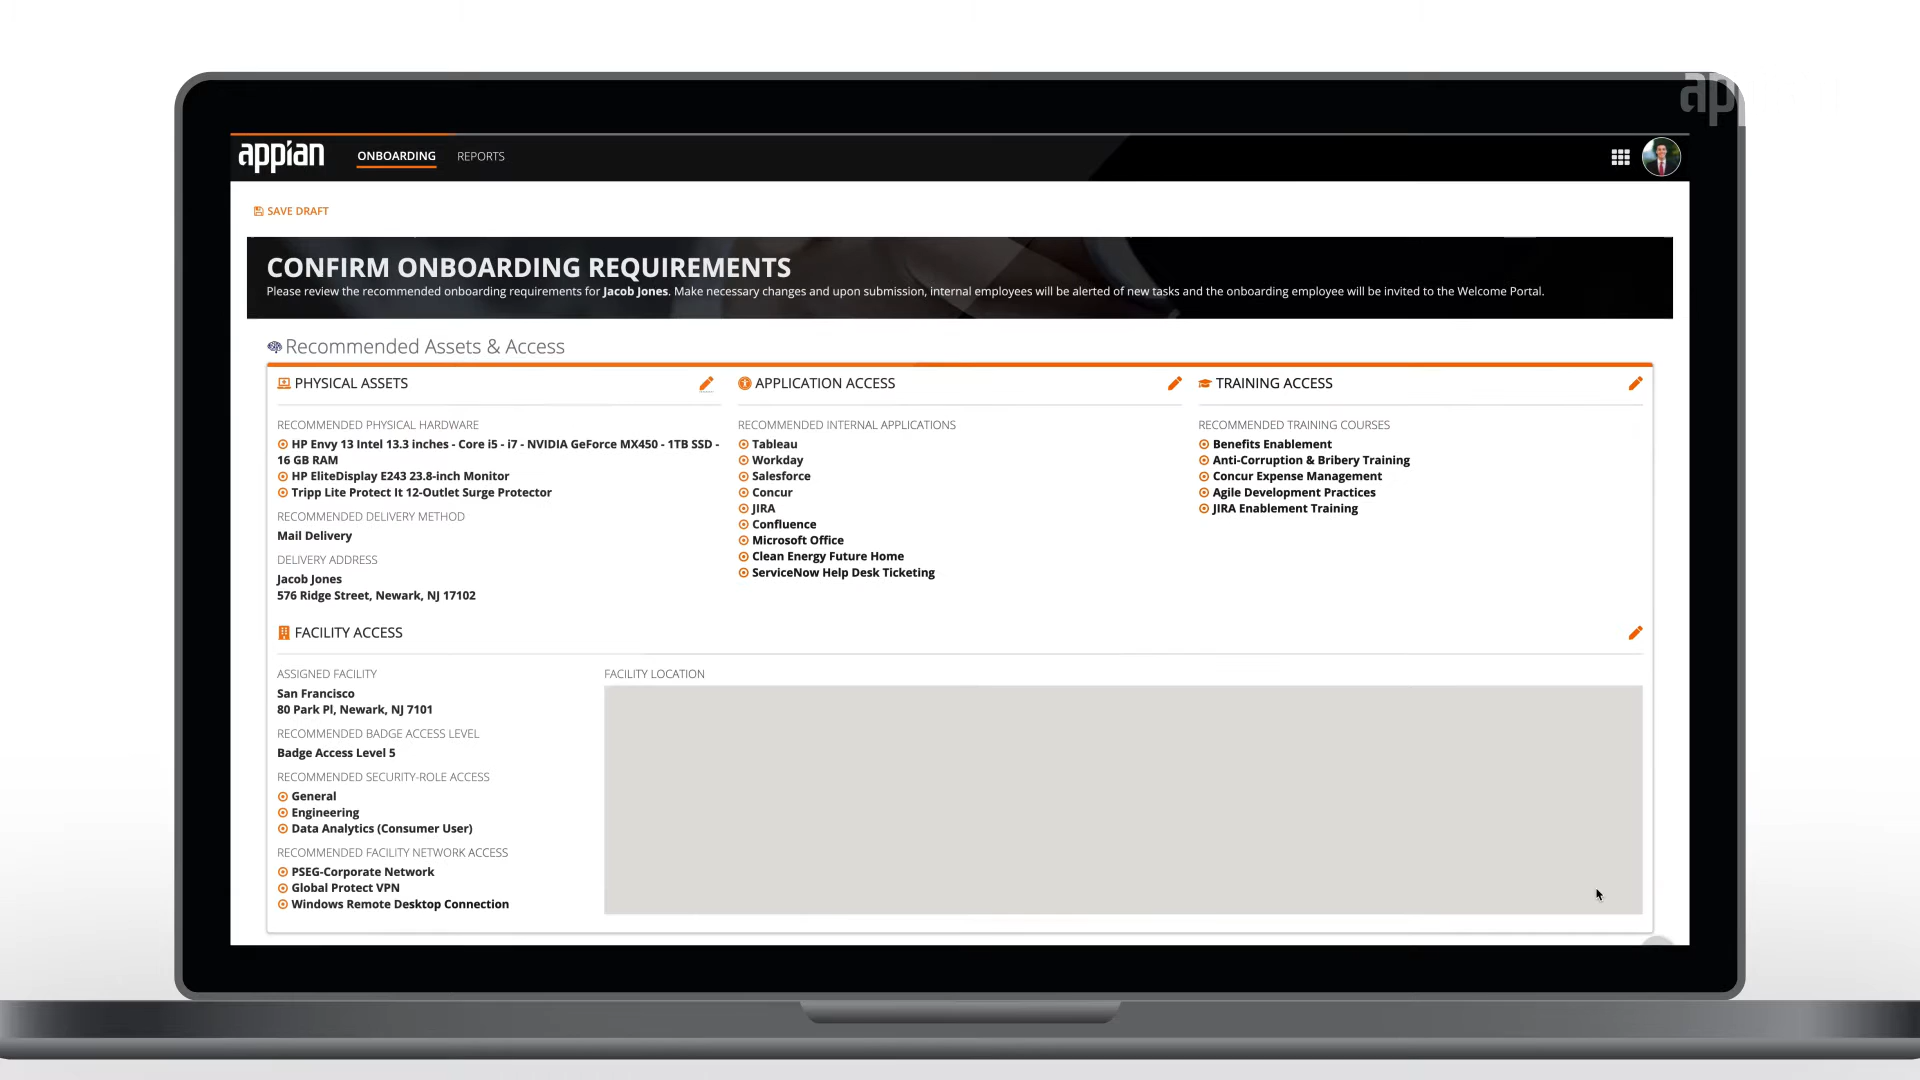 ap
appian
ONBOARDING
REPORTS
SAVE DRAFT
CONFIRM ONBOARDING REQUIREMENTS
Please review the recommended onboarding requirements for Jacob Jones. Make necessary changes and upon submission, internal employees will be alerted of new tasks and the onboarding employee will be invited to the Welcome Portal.
Recommended Assets & Access
PHYSICAL ASSETS
RECOMMENDED PHYSICAL HARDWARE
HP Envy 13 Intel 13.3 inches - Core i5 - i7 - NVIDIA GeForce MX450 - 1TB SSD -
16 GB RAM
HP EliteDisplay E243 23.8-inch Monitor
Tripp Lite Protect It 12-Outlet Surge Protector
RECOMMENDED DELIVERY METHOD
Mail Delivery
DELIVERY ADDRESS
Jacob Jones
576 Ridge Street, Newark, NJ 17102
APPLICATION ACCESS
RECOMMENDED INTERNAL APPLICATIONS
Tableau
Workday
Salesforce
Concur
JIRA
Confluence
Microsoft Office
Clean Energy Future Home
ServiceNow Help Desk Ticketing
TRAINING ACCESS
RECOMMENDED TRAINING COURSES
Benefits Enablement
Anti-Corruption & Bribery Training
Concur Expense Management
Agile Development Practices
JIRA Enablement Training
FACILITY ACCESS
ASSIGNED FACILITY
San Francisco
80 Park Pl, Newark, NJ 7101
RECOMMENDED BADGE ACCESS LEVEL
Badge Access Level 5
RECOMMENDED SECURITY-ROLE ACCESS
General
Engineering
Data Analytics (Consumer User)
RECOMMENDED FACILITY NETWORK ACCESS
PSEG-Corporate Network
Global Protect VPN
Windows Remote Desktop Connection
FACILITY LOCATION